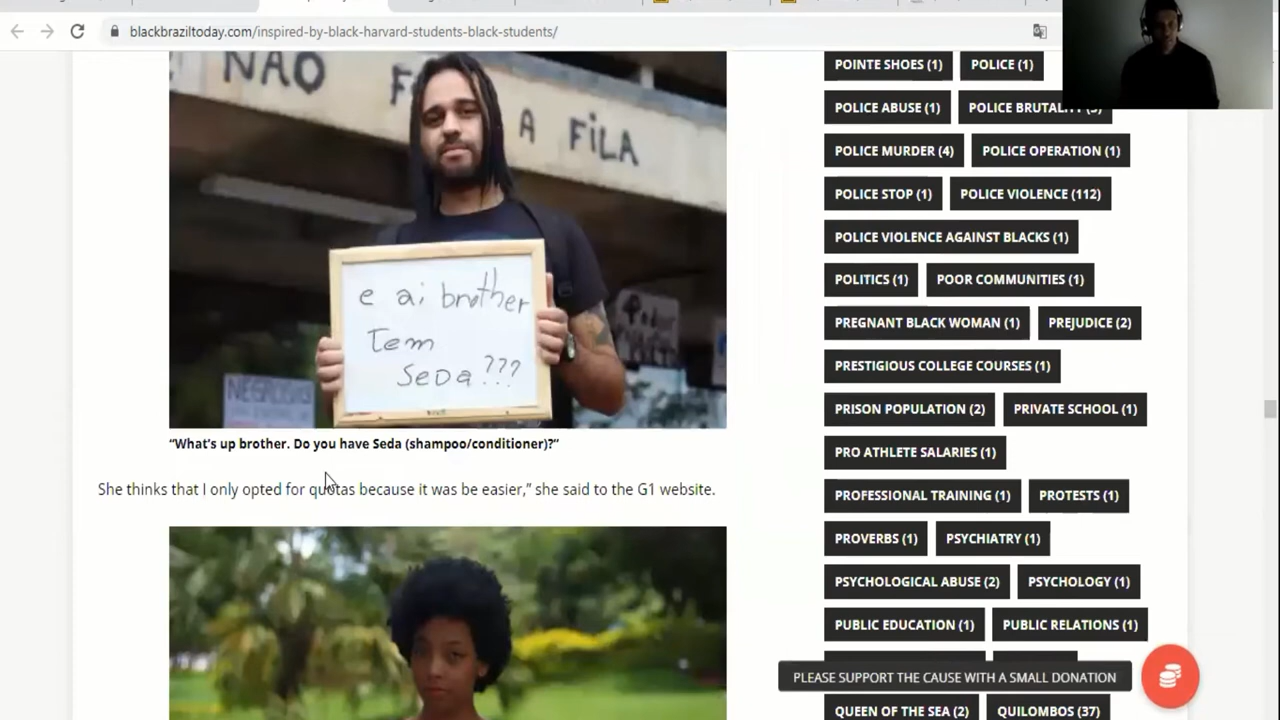 blackbraziltoday.com/inspired-by-black-harvard-students-black-students/
NÃO
A FiLA
e ai brother
Tem
SeDa???
"What's up brother. Do you have Seda (shampoo/conditioner)?"
She thinks that I only opted for quotas because it was be easier," she said to the G1 website.
POINTE SHOES (1) POLICE (1)
POLICE ABUSE (1) POLICE BRUTALITY
POLICE MURDER (4) POLICE OPERATION (1)
POLICE STOP (1) POLICE VIOLENCE (112)
POLICE VIOLENCE AGAINST BLACKS (1)
POLITICS (1) POOR COMMUNITIES (1)
PREGNANT BLACK WOMAN (1) PREJUDICE (2)
PRESTIGIOUS COLLEGE COURSES (1)
PRISON POPULATION (2) PRIVATE SCHOOL (1)
PRO ATHLETE SALARIES (1)
PROFESSIONAL TRAINING (1) PROTESTS (1)
PROVERBS (1) PSYCHIATRY (1)
PSYCHOLOGICAL ABUSE (2) PSYCHOLOGY (1)
PUBLIC EDUCATION (1) PUBLIC RELATIONS (1)
PLEASE SUPPORT THE CAUSE WITH A SMALL DONATION
QUEEN OF THE SEA (2) QUILOMBOS (37)